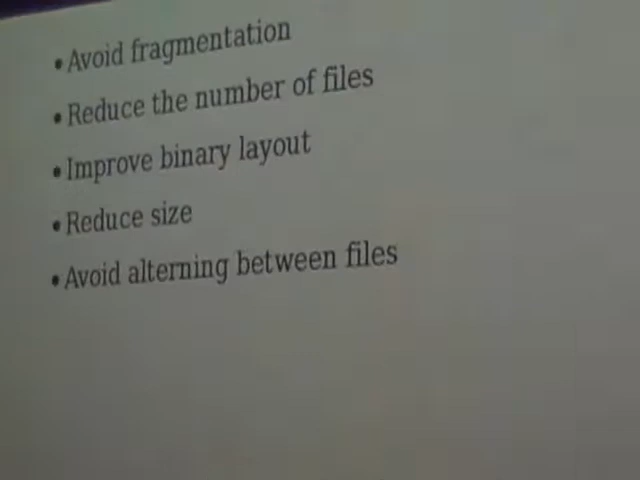 • Avoid fragmentation
• Reduce the number of files
• Improve binary layout
• Reduce size
• Avoid alterning between files